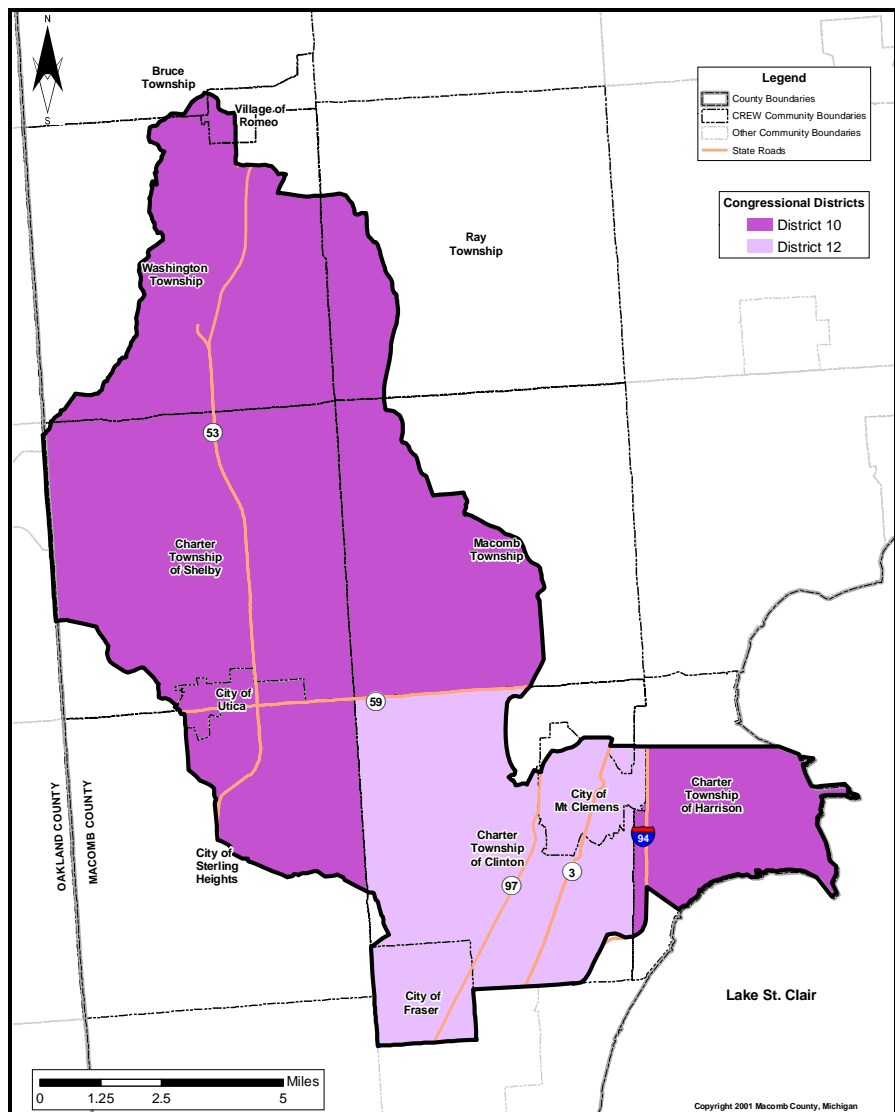 N
S
Bruce
Township
Village of
Romeo
Legend
County Boundaries
CREW Community Boundaries
Other Community Boundaries
State Roads
Congressional Districts
District 10
District 12
Ray
Township
Washington
Township
53
Charter
Township
of Shelby
Macomb
Township
City of
Utica
59
OAKLAND COUNTY
MACOMB COUNTY
City of
Mt Clemens
Charter
Township
of Harrison
94
Charter
Township
of Clinton
City of
Sterling
Heights
97
3
City of
Fraser
Lake St. Clair
Miles
0 1.25 2.5 5
Copyright 2001 Macomb County, Michigan